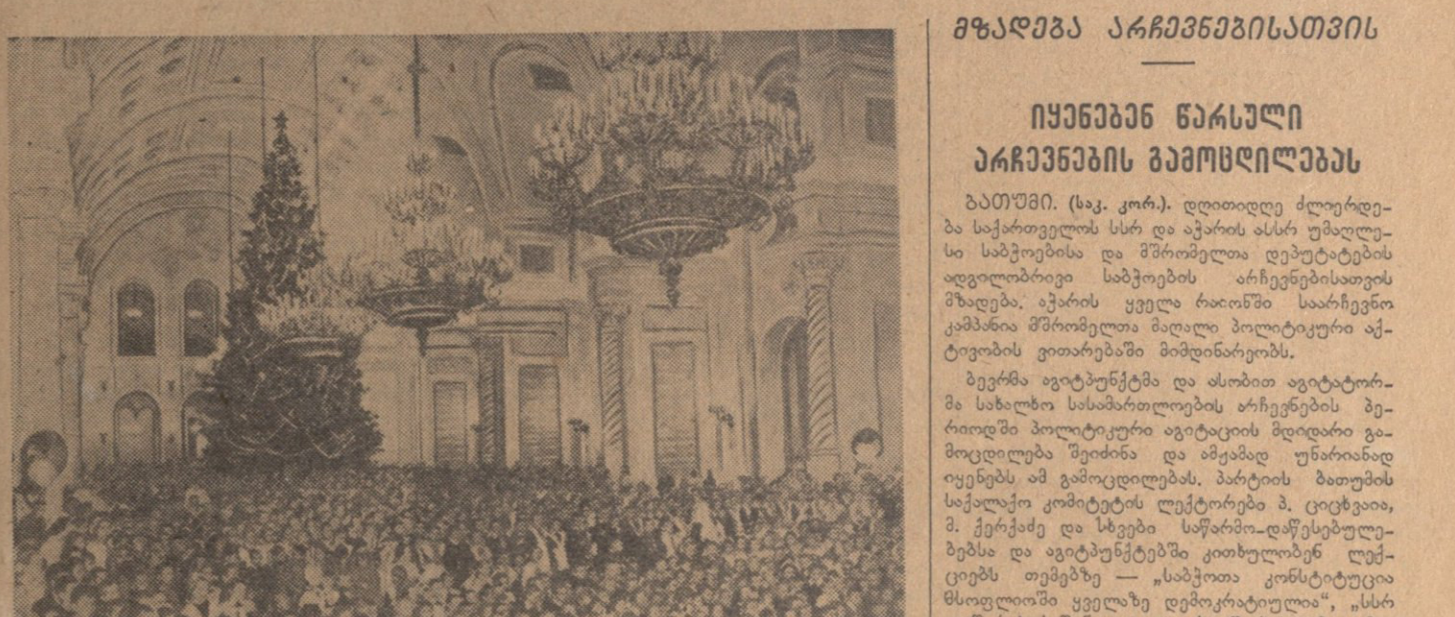 მზადება არჩევნებისათვის
იყენებენ წარსული
არჩევნების გამოცდილებას
ბათუმი. (საკ. კორ.). დღითიდღე ძლიერდე-
ბა საქართველოს სსრ და აჭარის ასსრ უმაღლე-
სი საბჭოებისა და მშრომელთა დეპუტატების
ადგილობრივი საბჭოების არჩევნებისათვის
მზადება. აჭარის ყველა რაიონში საარჩევნო
კამპანია მშრომელთა მაღალი პოლიტიკური აქ-
ტივობის ვითარებაში მიმდინარეობს.
ბევრმა აგიტპუნქტმა და ასობით აგიტატორ-
მა სახალხო სასამართლოების არჩევნების პე-
რიოდში პოლიტიკური აგიტაციის მდიდარი გა-
მოცდილება შეიძინა და ამჟამად უნარიანად
იყენებს ამ გამოცდილებას. პარტიის ბათუმის
საქალაქო კომიტეტის ლექტორები პ. ციცხვაია,
მ. ქერქაძე და სხვები საწარმო-დაწესებულე-
ბებსა და აგიტპუნქტებში კითხულობენ ლექ-
ციებს თემებზე — „საბჭოთა კონსტიტუცია
მსოფლიოში ყველაზე დემოკრატიულია“, „სსრ